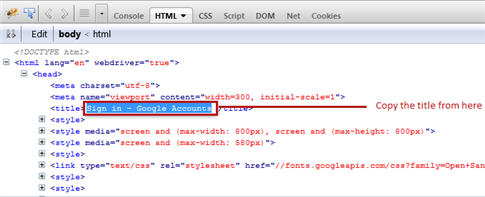 Console HTML CSS Script DOM Net Cookies
Edit body < html
<!DOCTYPE html>
<html lang="en" webdriver="true">
<head>
<meta charset="utf-8">
<meta name="viewport" content="width=300, initial-scale=1">
<title>Sign in - Google Accounts</title> Copy the title from here
<style>
<style media="screen and (max-width: 800px), screen and (max-height: 800px)">
<style media="screen and (max-width: 580px)">
<link type="text/css" rel="stylesheet" href="//fonts.googleapis.com/css?family=Open+San
<style>
<style>